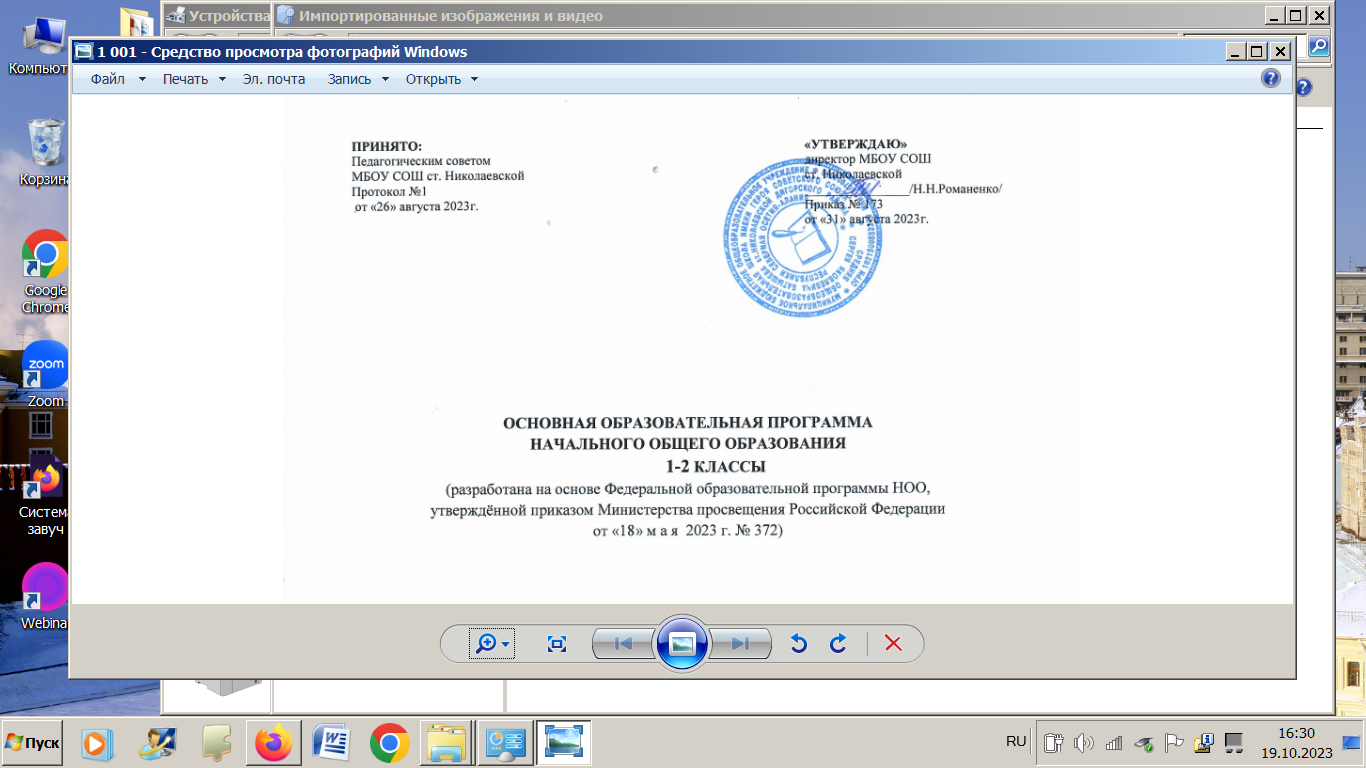 Устройства
Импортированные изображения и видео
Компьют
Корзина
Google
Chrome
zoom
Zoom
Система
завуч
Webina
1 001 - Средство просмотра фотографий Windows
Файл
Печать
Эл. почта
Запись
Открыть
ПРИНЯТО:
Педагогическим советом
МБОУ СОШ ст. Николаевской
Протокол №1
от «26» августа 2023г.
«УТВЕРЖДАЮ»
директор МБОУ СОШ
ст. Николаевской
/Н.Н.Романенко/
Приказ № 173
от «31» августа 2023г.
ОСНОВНАЯ ОБРАЗОВАТЕЛЬНАЯ ПРОГРАММА
НАЧАЛЬНОГО ОБЩЕГО ОБРАЗОВАНИЯ
1-2 КЛАССЫ
(разработана на основе Федеральной образовательной программы НОО,
утверждённой приказом Министерства просвещения Российской Федерации
от «18» м а я 2023 г. № 372)
Пуск
RU
16:30
19.10.2023